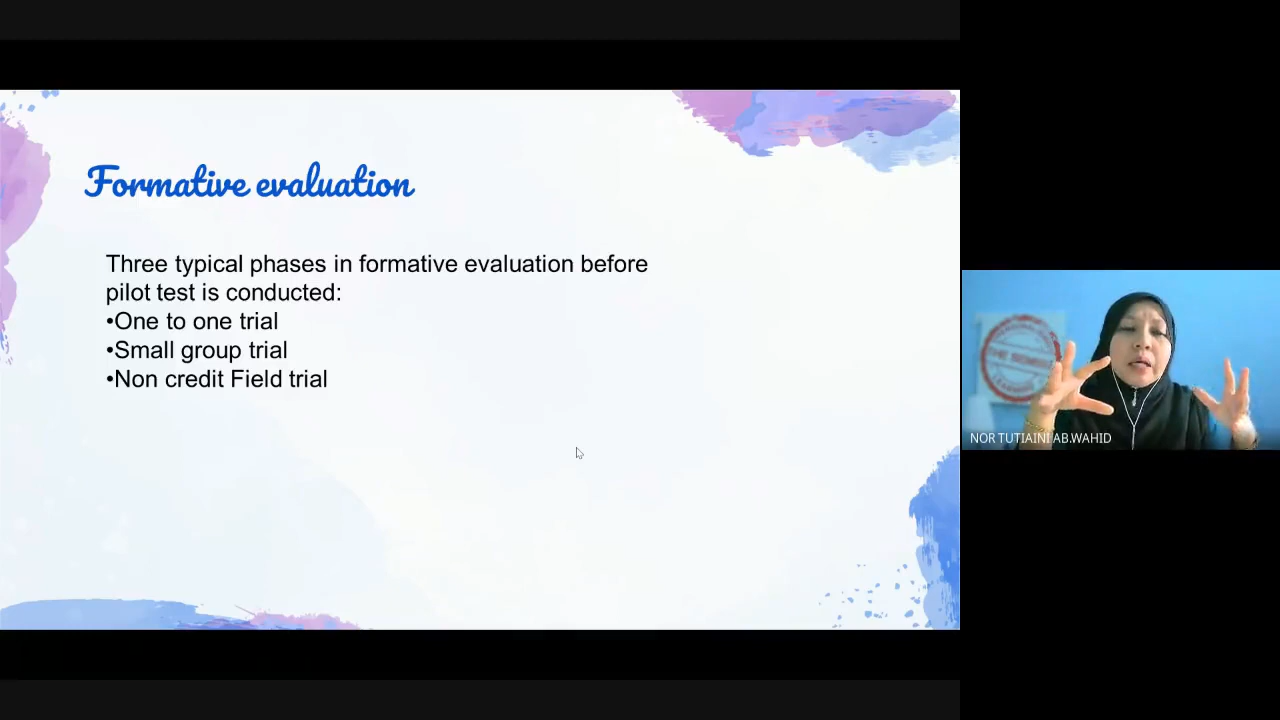 Formative evaluation
Three typical phases in formative evaluation before
pilot test is conducted:
•One to one trial
•Small group trial
•Non credit Field trial
NOR TUTIAINI AB.WAHID